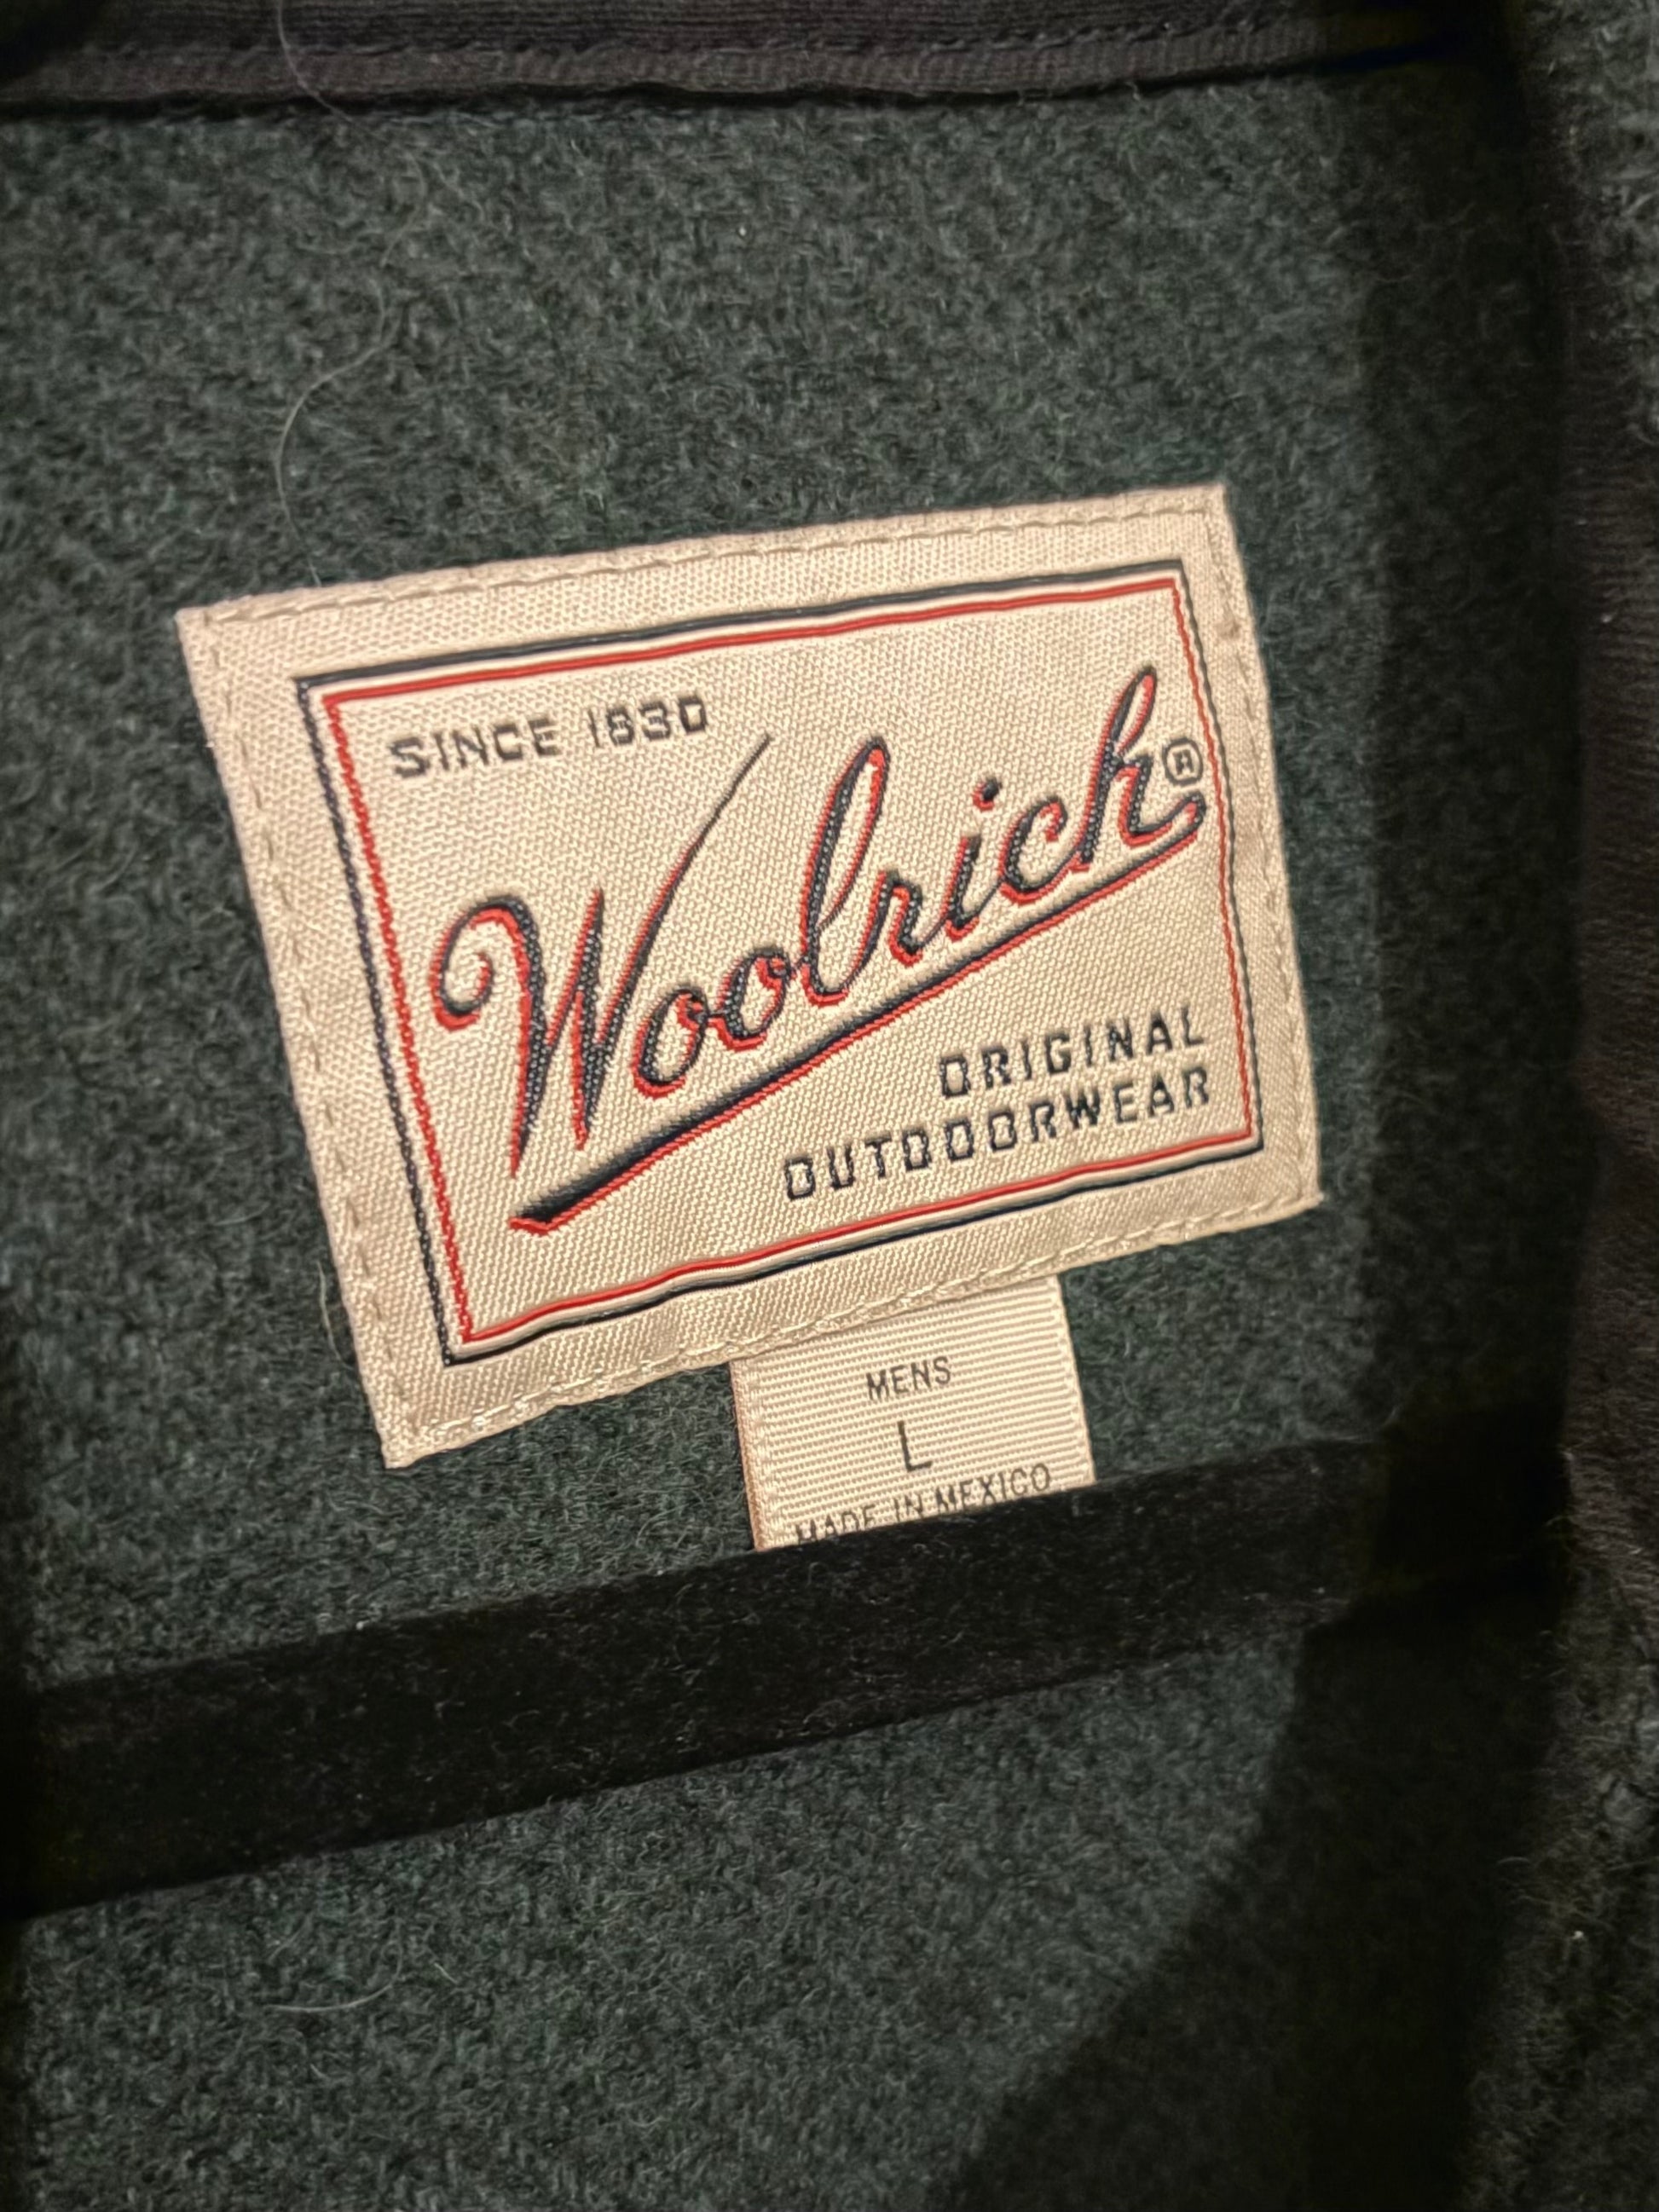 SINCE 1830
Woolrich®
ORIGINAL
OUTDOORWEAR
MENS
L
MADE IN MEXICO